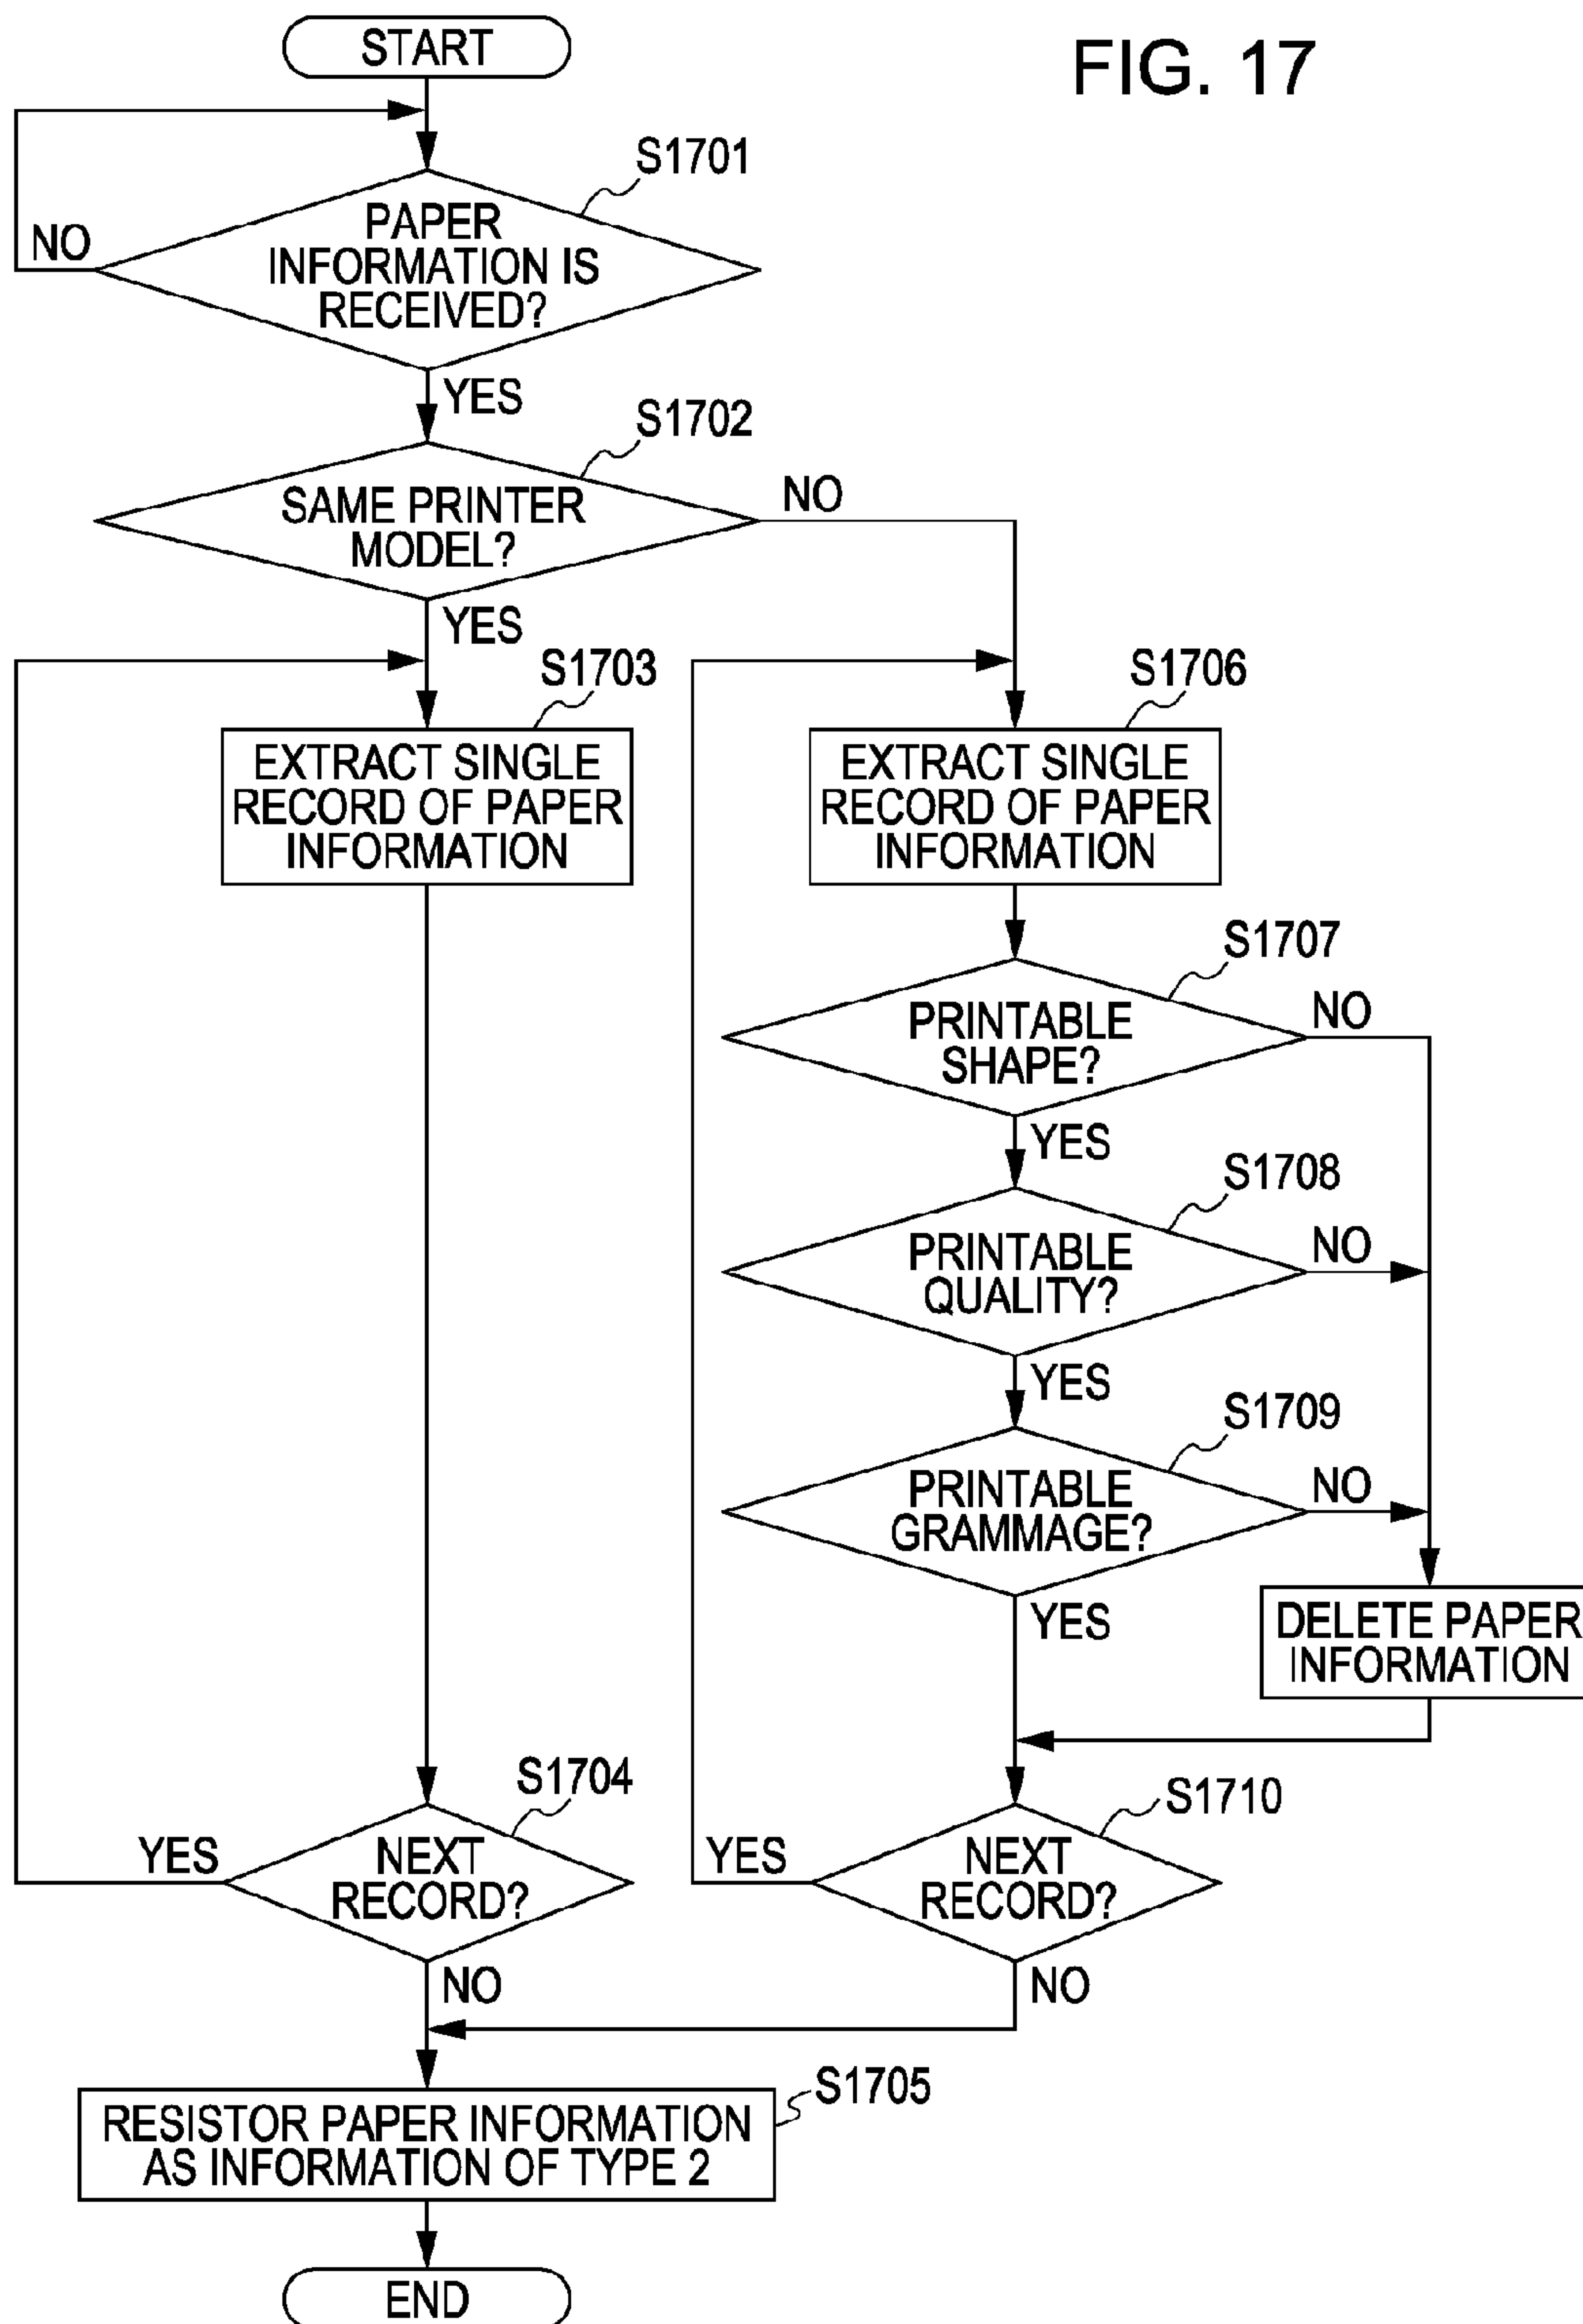 START
FIG. 17
S1701
NO
PAPER
INFORMATION IS
RECEIVED?
YES
S1702
SAME PRINTER
MODEL?
NO
YES
S1703
S1706
EXTRACT SINGLE
RECORD OF PAPER
INFORMATION
EXTRACT SINGLE
RECORD OF PAPER
INFORMATION
S1707
PRINTABLE
SHAPE?
NO
YES
S1708
PRINTABLE
QUALITY?
NO
YES
S1709
PRINTABLE
GRAMMAGE?
NO
YES
DELETE PAPER
INFORMATION
S1704
S1710
YES
NEXT
RECORD?
YES
NEXT
RECORD?
NO
NO
S1705
RESISTOR PAPER INFORMATION
AS INFORMATION OF TYPE 2
END